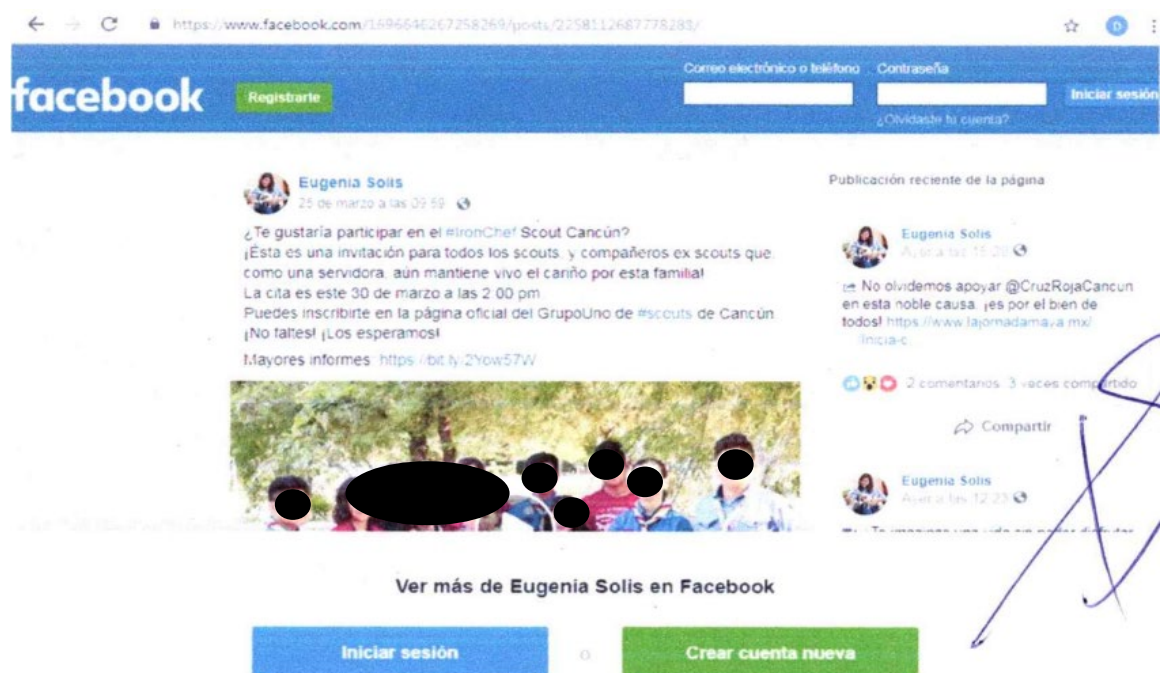 https://www.facebook.com/1696646267258269/posts/2258112687778283/
D
facebook
Registrarte
Correo electrónico o teléfono
Contraseña
Iniciar sesión
¿Olvidaste tu cuenta?
Eugenia Solis
25 de marzo a las 09:59
¿Te gustaría participar en el #IronChef Scout Cancún?
¡Ésta es una invitación para todos los scouts, y compañeros ex scouts que,
como una servidora, aún mantiene vivo el cariño por esta familia!
La cita es este 30 de marzo a las 2:00 pm
Puedes inscribirte en la página oficial del GrupoUno de #scouts de Cancún
¡No faltes! ¡Los esperamos!
Mayores informes: https://bit.ly/2Yow57W
Publicación reciente de la página
Eugenia Solis
Ayer a las
No olvidemos apoyar @CruzRojaCancun
en esta noble causa, ¡es por el bien de
todos! https://www.lajornadamaya.mx/
2 comentarios 3 veces compartido
Compartir
Eugenia Solis
Ayer a las 12:23
Ver más de Eugenia Solis en Facebook
Iniciar sesión
o
Crear cuenta nueva